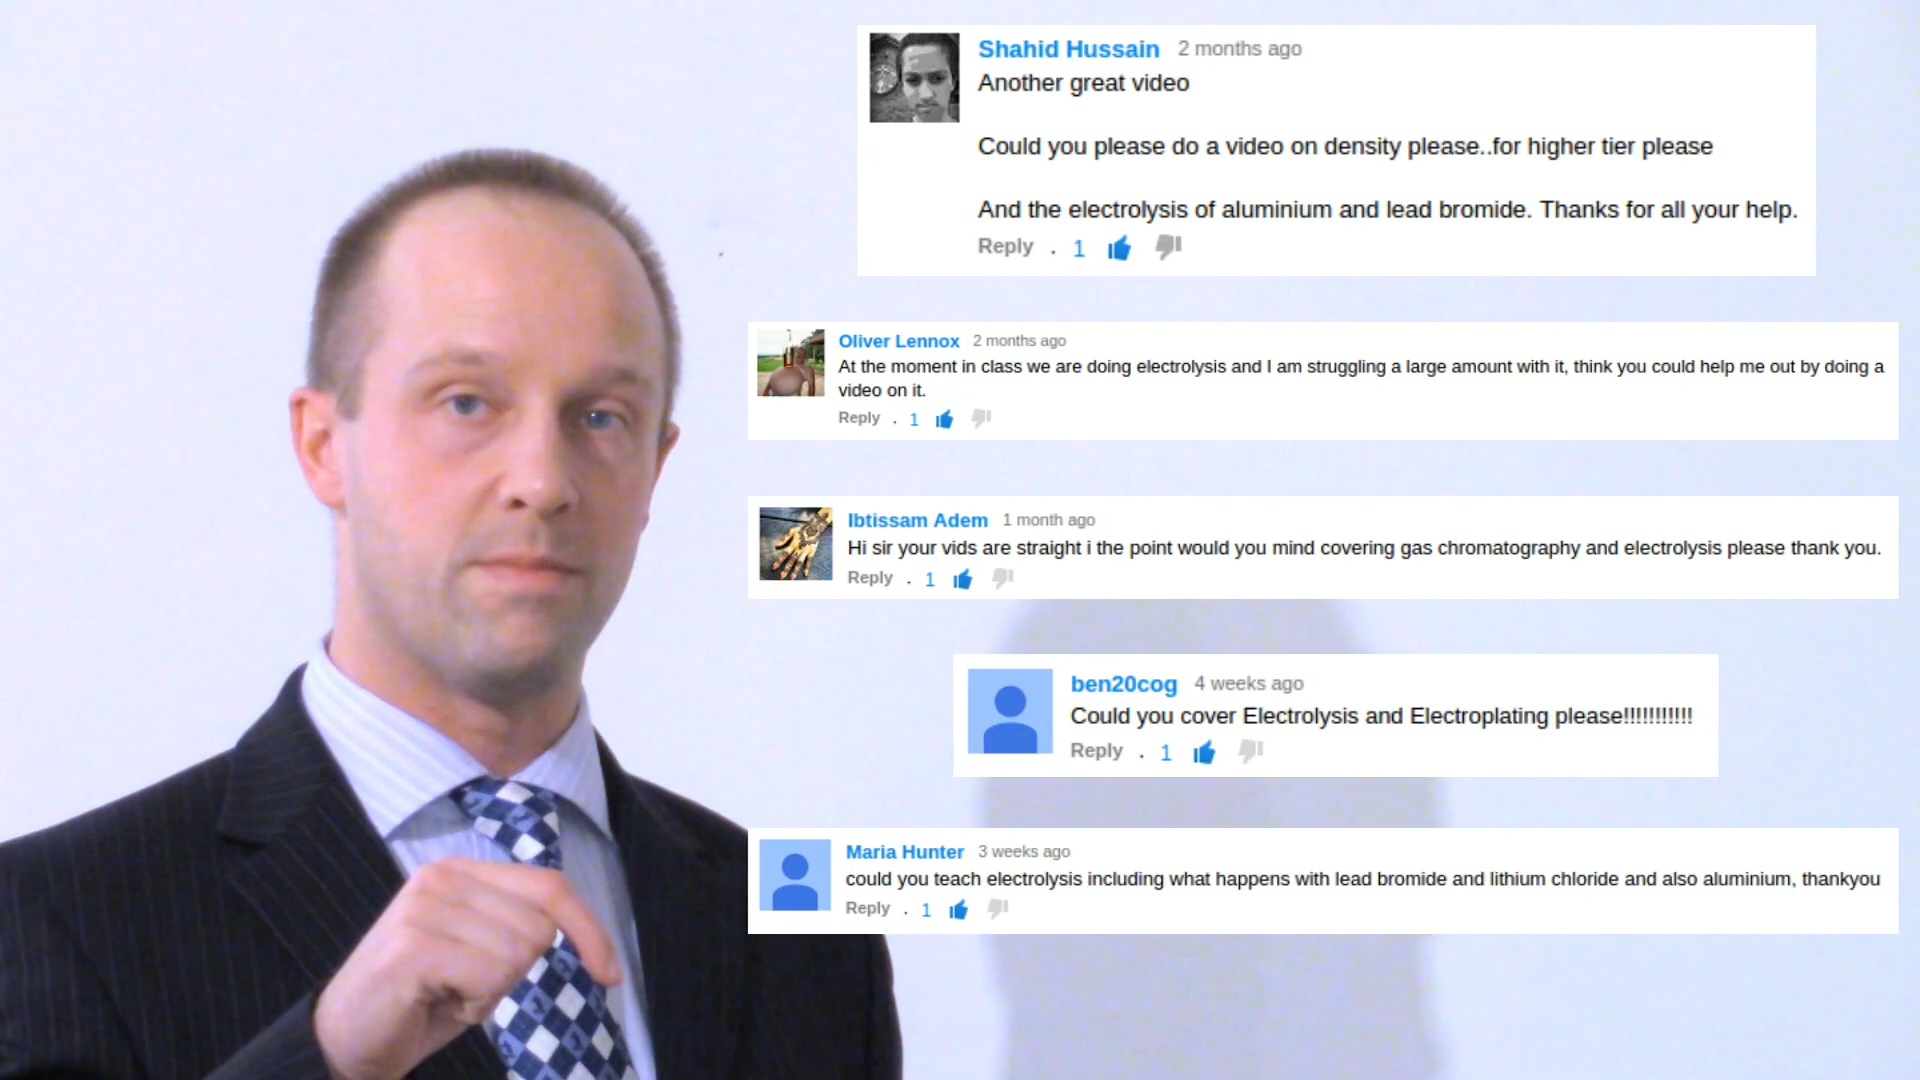 Shahid Hussain 2 months ago
Another great video
Could you please do a video on density please..for higher tier please
And the electrolysis of aluminium and lead bromide. Thanks for all your help.
Reply . 1
Oliver Lennox 2 months ago
At the moment in class we are doing electrolysis and I am struggling a large amount with it, think you could help me out by doing a
video on it.
Reply . 1
Ibtissam Adem 1 month ago
Hi sir your vids are straight i the point would you mind covering gas chromatography and electrolysis please thank you.
Reply . 1
ben20cog 4 weeks ago
Could you cover Electrolysis and Electroplating please!!!!!!!!!!!
Reply . 1
Maria Hunter 3 weeks ago
could you teach electrolysis including what happens with lead bromide and lithium chloride and also aluminium, thankyou
Reply . 1